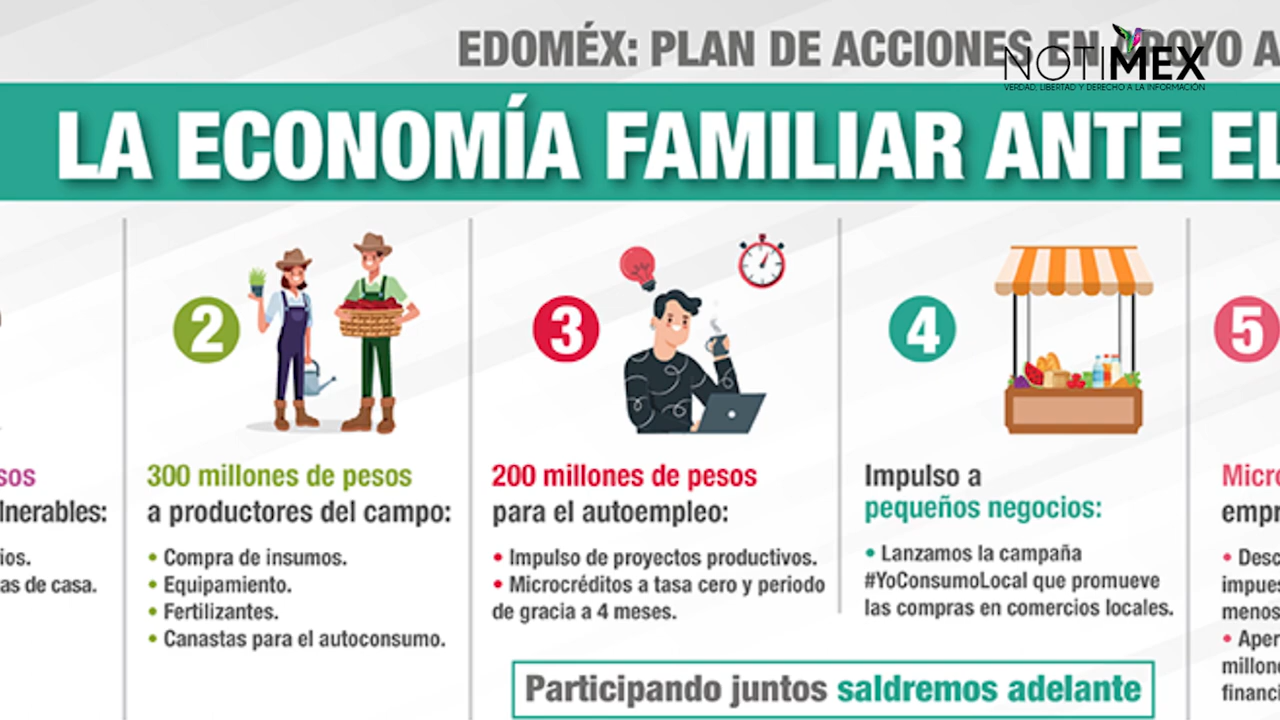 EDOMÉX: PLAN DE ACCIONES EN APOYO A
NOTIMEX
VERDAD, LIBERTAD Y DERECHO A LA INFORMACIÓN
LA ECONOMÍA FAMILIAR ANTE EL
sos
lnerables:
ios.
as de casa.
2
300 millones de pesos
a productores del campo:
• Compra de insumos.
• Equipamiento.
• Fertilizantes.
• Canastas para el autoconsumo.
3
200 millones de pesos
para el autoempleo:
• Impulso de proyectos productivos.
• Microcréditos a tasa cero y periodo
de gracia a 4 meses.
4
Impulso a
pequeños negocios:
• Lanzamos la campaña
#YoConsumoLocal que promueve
las compras en comercios locales.
5
Micro
empr
• Desc
impues
menos
• Aper
millone
financi
Participando juntos saldremos adelante